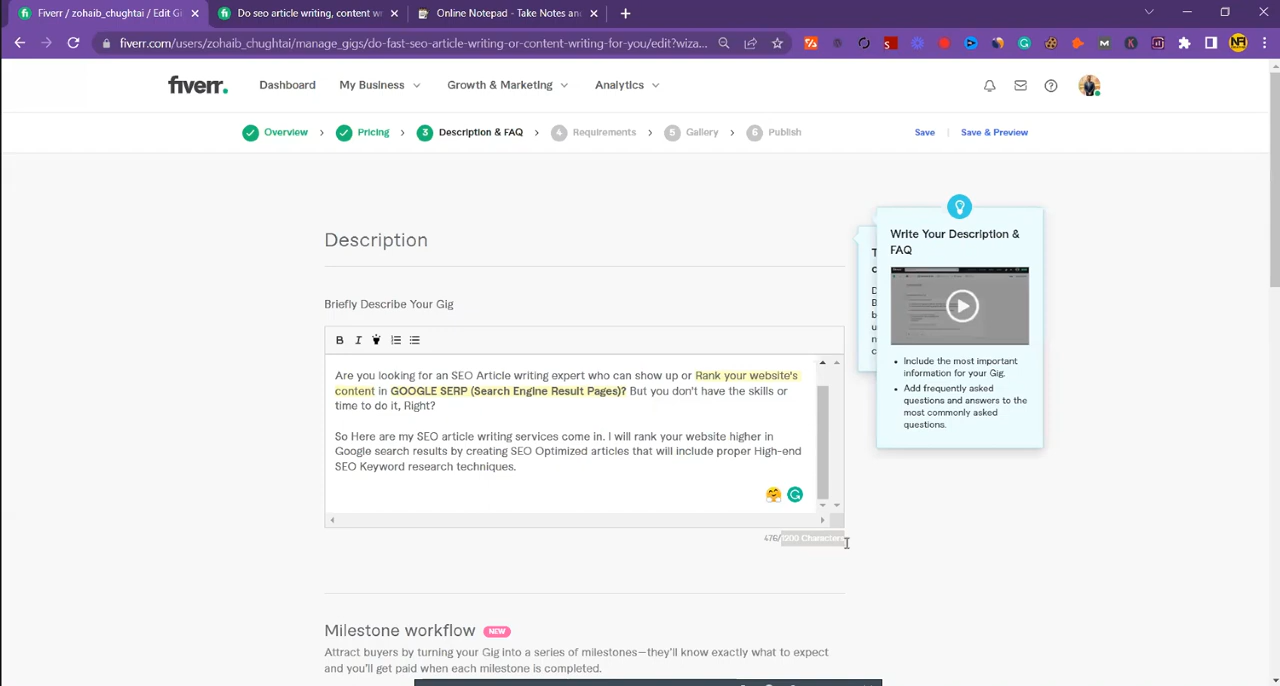 Fiverr / zohaib_chughtai / Edit Gi
Do seo article writing, content wr
Online Notepad - Take Notes and
fiverr.com/users/zohaib_chughtai/manage_gigs/do-fast-seo-article-writing-or-content-writing-for-you/edit?wiza...
fiverr.
Dashboard
My Business
Growth & Marketing
Analytics
Overview
Pricing
3 Description & FAQ
4 Requirements
5 Gallery
6 Publish
Save
Save & Preview
Description
Write Your Description &
FAQ
Include the most important
information for your Gig.
Add frequently asked
questions and answers to the
most commonly asked
questions.
Briefly Describe Your Gig
B I
Are you looking for an SEO Article writing expert who can show up or Rank your website's
content in GOOGLE SERP (Search Engine Result Pages)? But you don't have the skills or
time to do it, Right?
So Here are my SEO article writing services come in. I will rank your website higher in
Google search results by creating SEO Optimized articles that will include proper High-end
SEO Keyword research techniques.
476/1200 Characters
Milestone workflow NEW
Attract buyers by turning your Gig into a series of milestones—they'll know exactly what to expect
and you'll get paid when each milestone is completed.